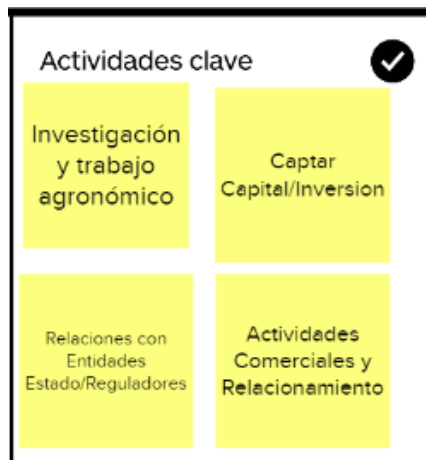 Actividades clave
Investigación
y trabajo
agronómico
Captar
Capital/Inversion
Relaciones con
Entidades
Estado/Reguladores
Actividades
Comerciales y
Relacionamiento